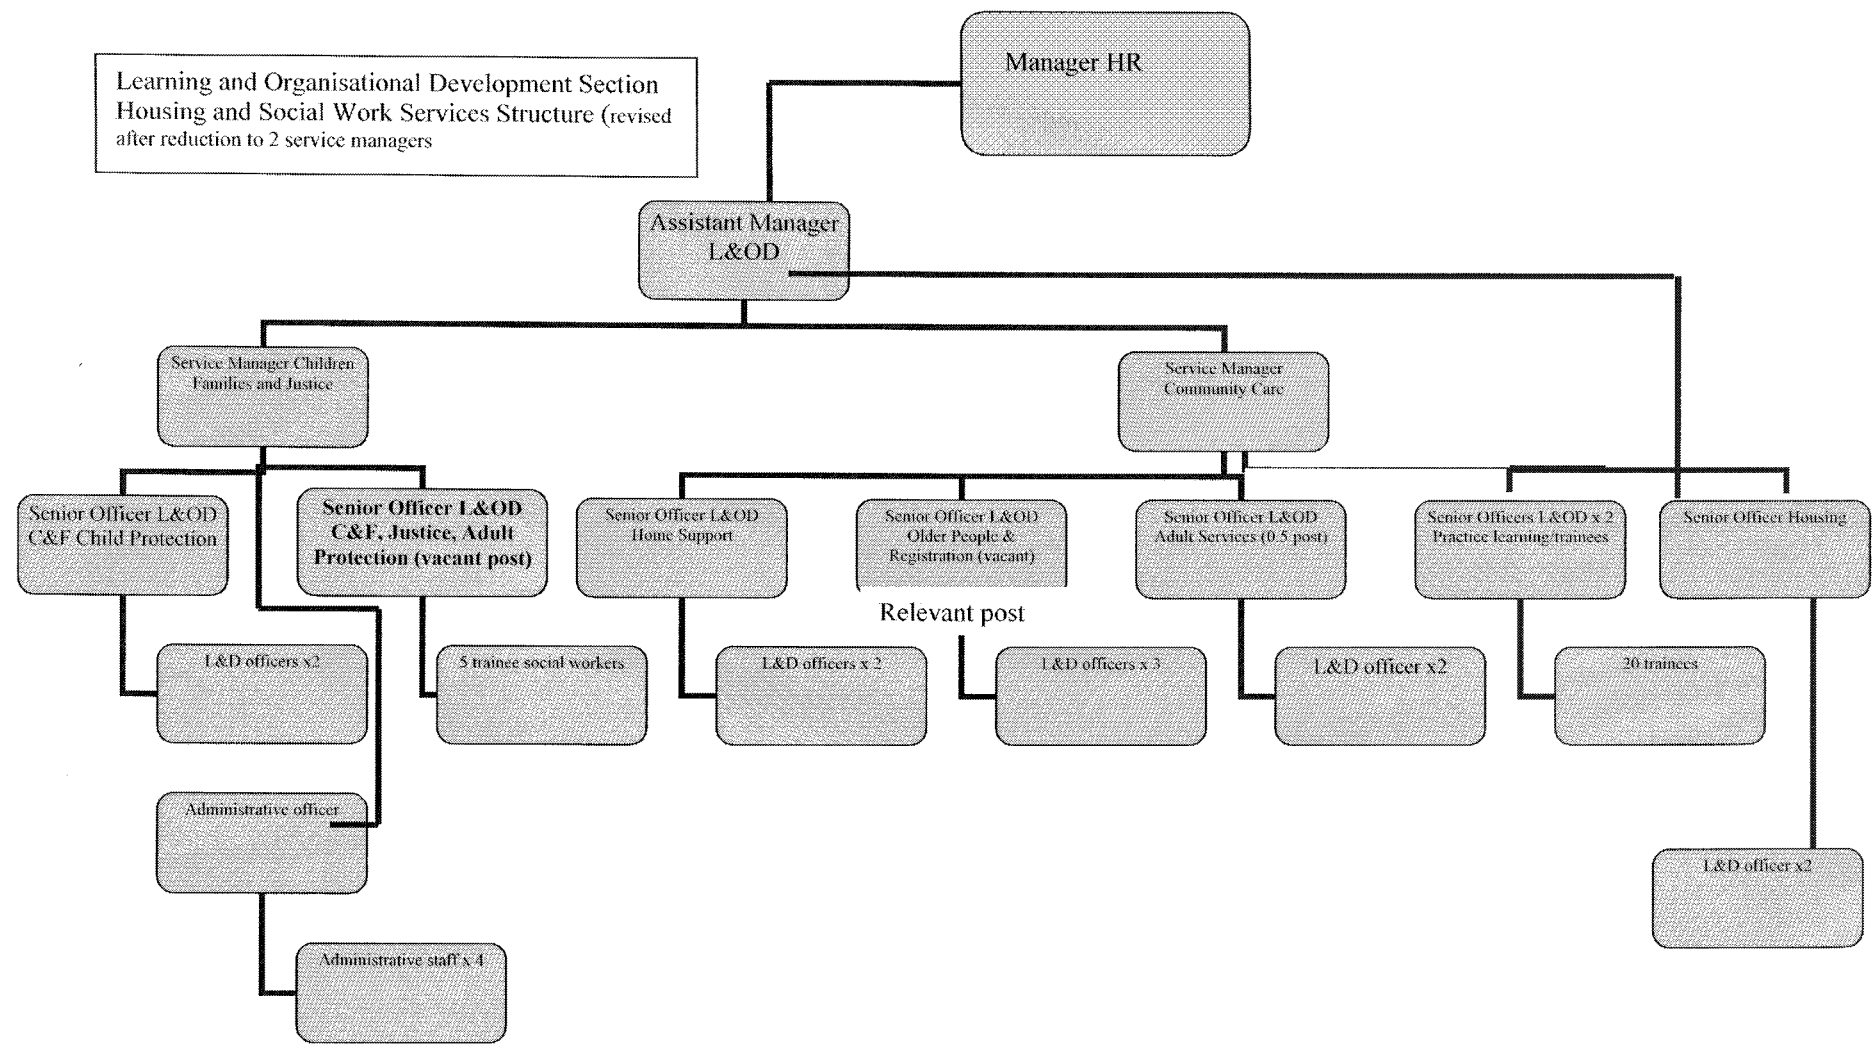 Learning and Organisational Development Section
Housing and Social Work Services Structure (revised
after reduction to 2 service managers
Manager HR
Assistant Manager
L&OD
Service Manager Children
Families and Justice
Service Manager
Community Care
Senior Officer L&OD
C&F Child Protection
Senior Officer L&OD
C&F, Justice, Adult
Protection (vacant post)
Senior Officer L&OD
Home Support
Senior Officer L&OD
Older People &
Registration (vacant)
Relevant post
Senior Officer L&OD
Adult Services (0.5 post)
Senior Officers L&OD x 2
Practice learning/trainees
Senior Officer Housing
L&D officers x2
5 trainee social workers
L&D officers x 2
L&D officers x 3
L&D officer x2
20 trainees
Administrative officer
L&D officer x2
Administrative staff x 4